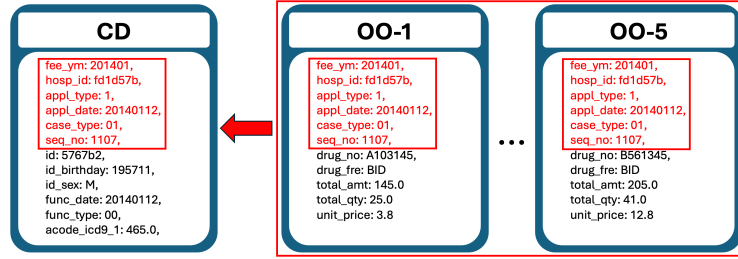 CD
fee_ym: 201401,
hosp_id: fd1d57b,
appl_type: 1,
appl_date: 20140112,
case_type: 01,
seq_no: 1107,
id: 5767b2,
id_birthday: 195711,
id_sex: M,
func_date: 20140112,
func_type: 00,
acode_icd9_1: 465.0,
OO-1
fee_ym: 201401,
hosp_id: fd1d57b,
appl_type: 1,
appl_date: 20140112,
case_type: 01,
seq_no: 1107,
drug_no: A103145,
drug_fre: BID
total_amt: 145.0
total_qty: 25.0
unit_price: 3.8
...
OO-5
fee_ym: 201401,
hosp_id: fd1d57b,
appl_type: 1,
appl_date: 20140112,
case_type: 01,
seq_no: 1107,
drug_no: B561345,
drug_fre: BID
total_amt: 205.0
total_qty: 41.0
unit_price: 12.8